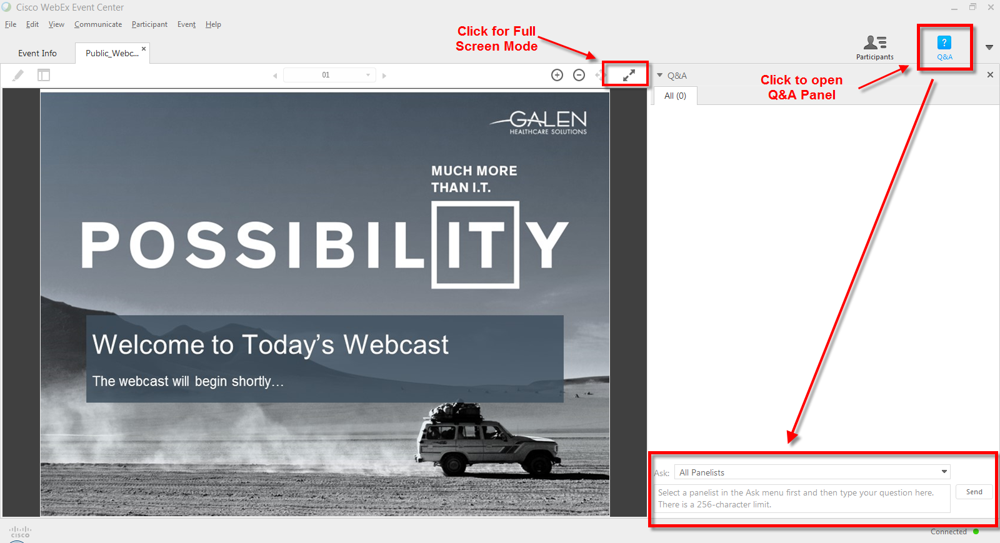 Cisco WebEx Event Center
File Edit View Communicate Participant Event Help
Click for Full
Screen Mode
Event Info
Public_Webc...
Participants
Q&A
01
Q&A
Click to open
Q&A Panel
All (0)
GALEN
HEALTHCARE SOLUTIONS
MUCH MORE
THAN I.T.
POSSIBILITY
Welcome to Today's Webcast
The webcast will begin shortly...
Ask: All Panelists
Select a panelist in the Ask menu first and then type your question here.
There is a 256-character limit.
Send
CISCO
Connected